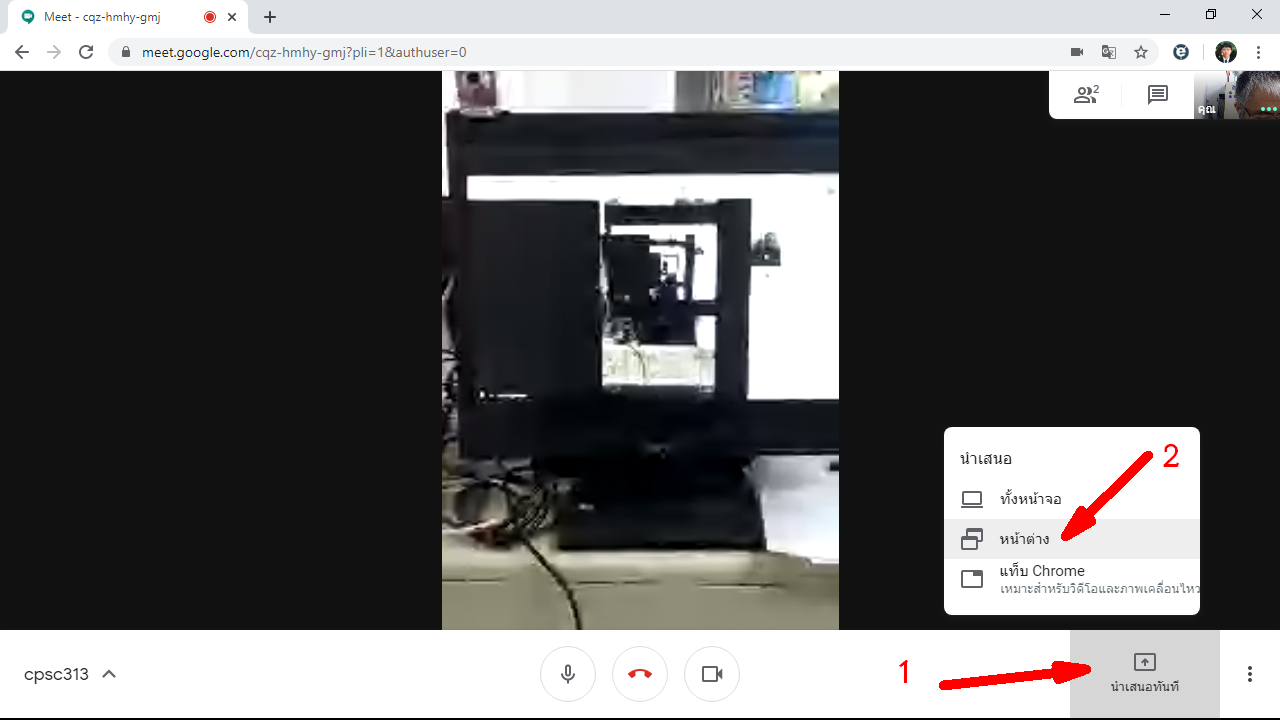 Meet - cqz-hmhy-gmj
meet.google.com/cqz-hmhy-gmj?pli=1&authuser=0
2
คุณ
นำเสนอ
2
ทั้งหน้าจอ
หน้าต่าง
แท็บ Chrome
เหมาะสำหรับวิดีโอและภาพเคลื่อนไหว
cpsc313
1
นำเสนอทันที